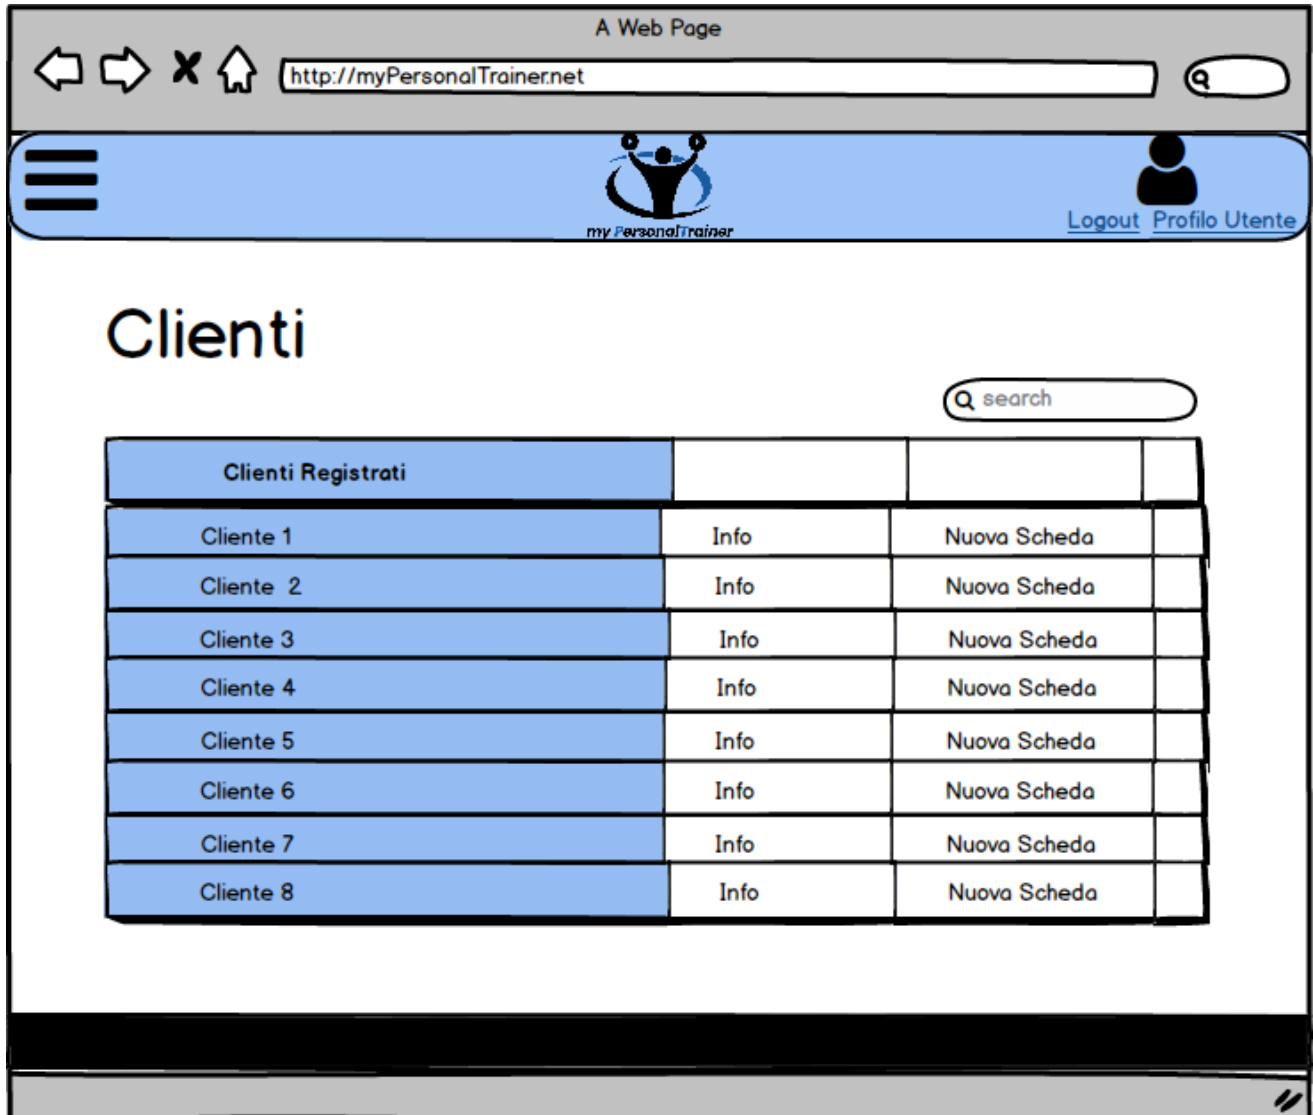 A Web Page
http://myPersonalTrainer.net
my PersonalTrainer
Logout Profilo Utente
Clienti
search
Clienti Registrati
Cliente 1 Info Nuova Scheda
Cliente 2 Info Nuova Scheda
Cliente 3 Info Nuova Scheda
Cliente 4 Info Nuova Scheda
Cliente 5 Info Nuova Scheda
Cliente 6 Info Nuova Scheda
Cliente 7 Info Nuova Scheda
Cliente 8 Info Nuova Scheda